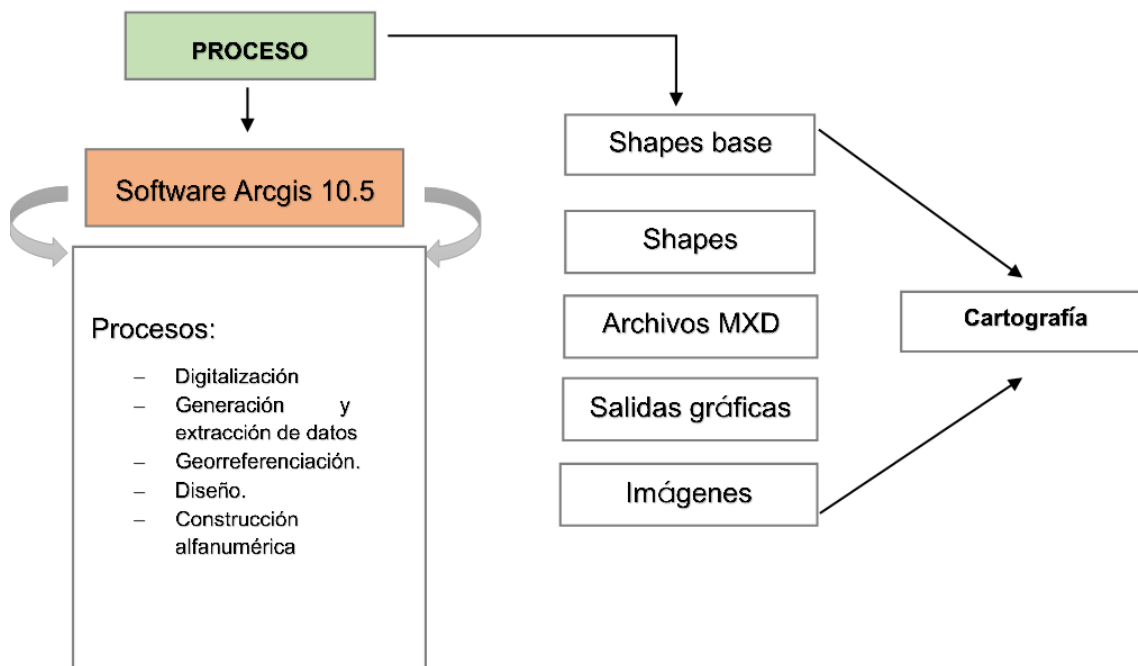 PROCESO
Software Arcgis 10.5
Procesos:
– Digitalización
– Generación y
extracción de datos
– Georreferenciación.
– Diseño.
– Construcción
alfanumérica
Shapes base
Shapes
Archivos MXD
Salidas gráficas
Imágenes
Cartografía